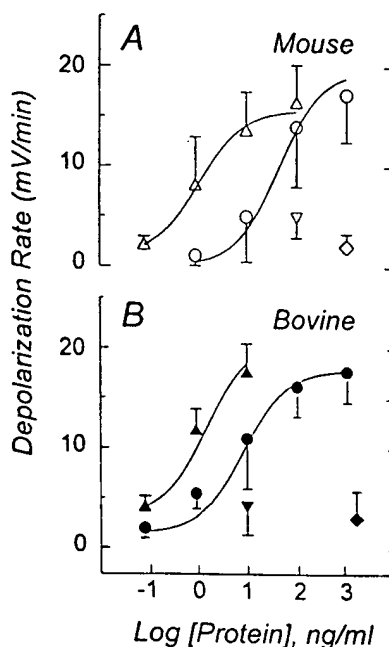 A Mouse
20
10
0
Depolarization Rate (mV/min)
B Bovine
20
10
0
-1 0 1 2 3
Log [Protein], ng/ml